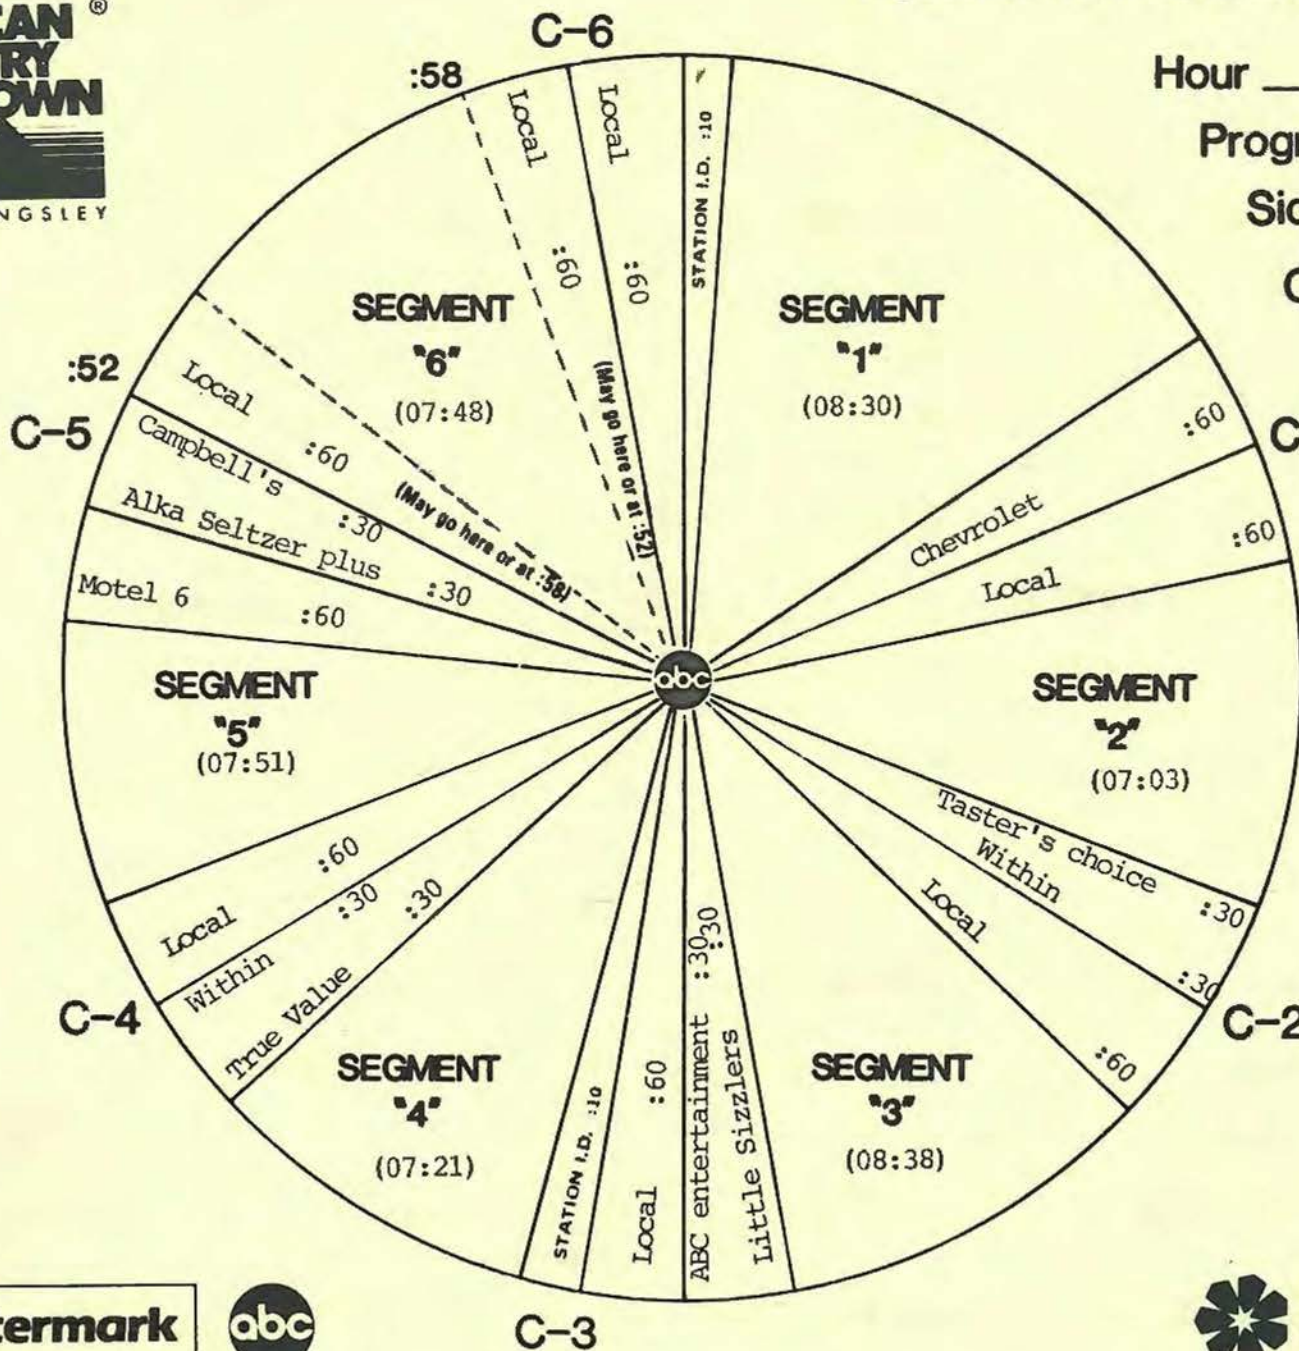 ®
C-6
:58
Hour
NGSLEY
Local
:60
Local
:60
STATION I.D. :10
SEGMENT
"6"
(07:48)
(May go here or at :52)
SEGMENT
"1"
(08:30)
:52
C-5
Local :60
(May go here or at :58)
Campbell's :30
Alka Seltzer plus :30
Motel 6 :60
Chevrolet :60
Local :60
abc
SEGMENT
"5"
(07:51)
SEGMENT
"2"
(07:03)
Taster's choice :30
Within :30
C-2
Local :60
Local :60
Within :30
C-4
True Value :30
SEGMENT
"4"
(07:21)
STATION I.D. :10
Local :60
ABC entertainment :30
Little Sizzlers :30
SEGMENT
"3"
(08:38)
C-3
termark
abc